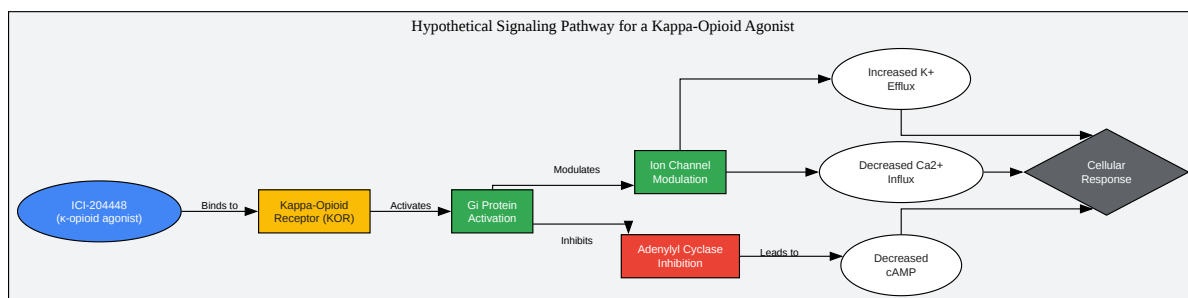 Hypothetical Signaling Pathway for a Kappa-Opioid Agonist
ICI-204448
(κ-opioid agonist)
Binds to
Kappa-Opioid
Receptor (KOR)
Activates
Gi Protein
Activation
Modulates
Ion Channel
Modulation
Increased K+
Efflux
Decreased Ca2+
Influx
Inhibits
Adenylyl Cyclase
Inhibition
Leads to
Decreased
cAMP
Cellular
Response